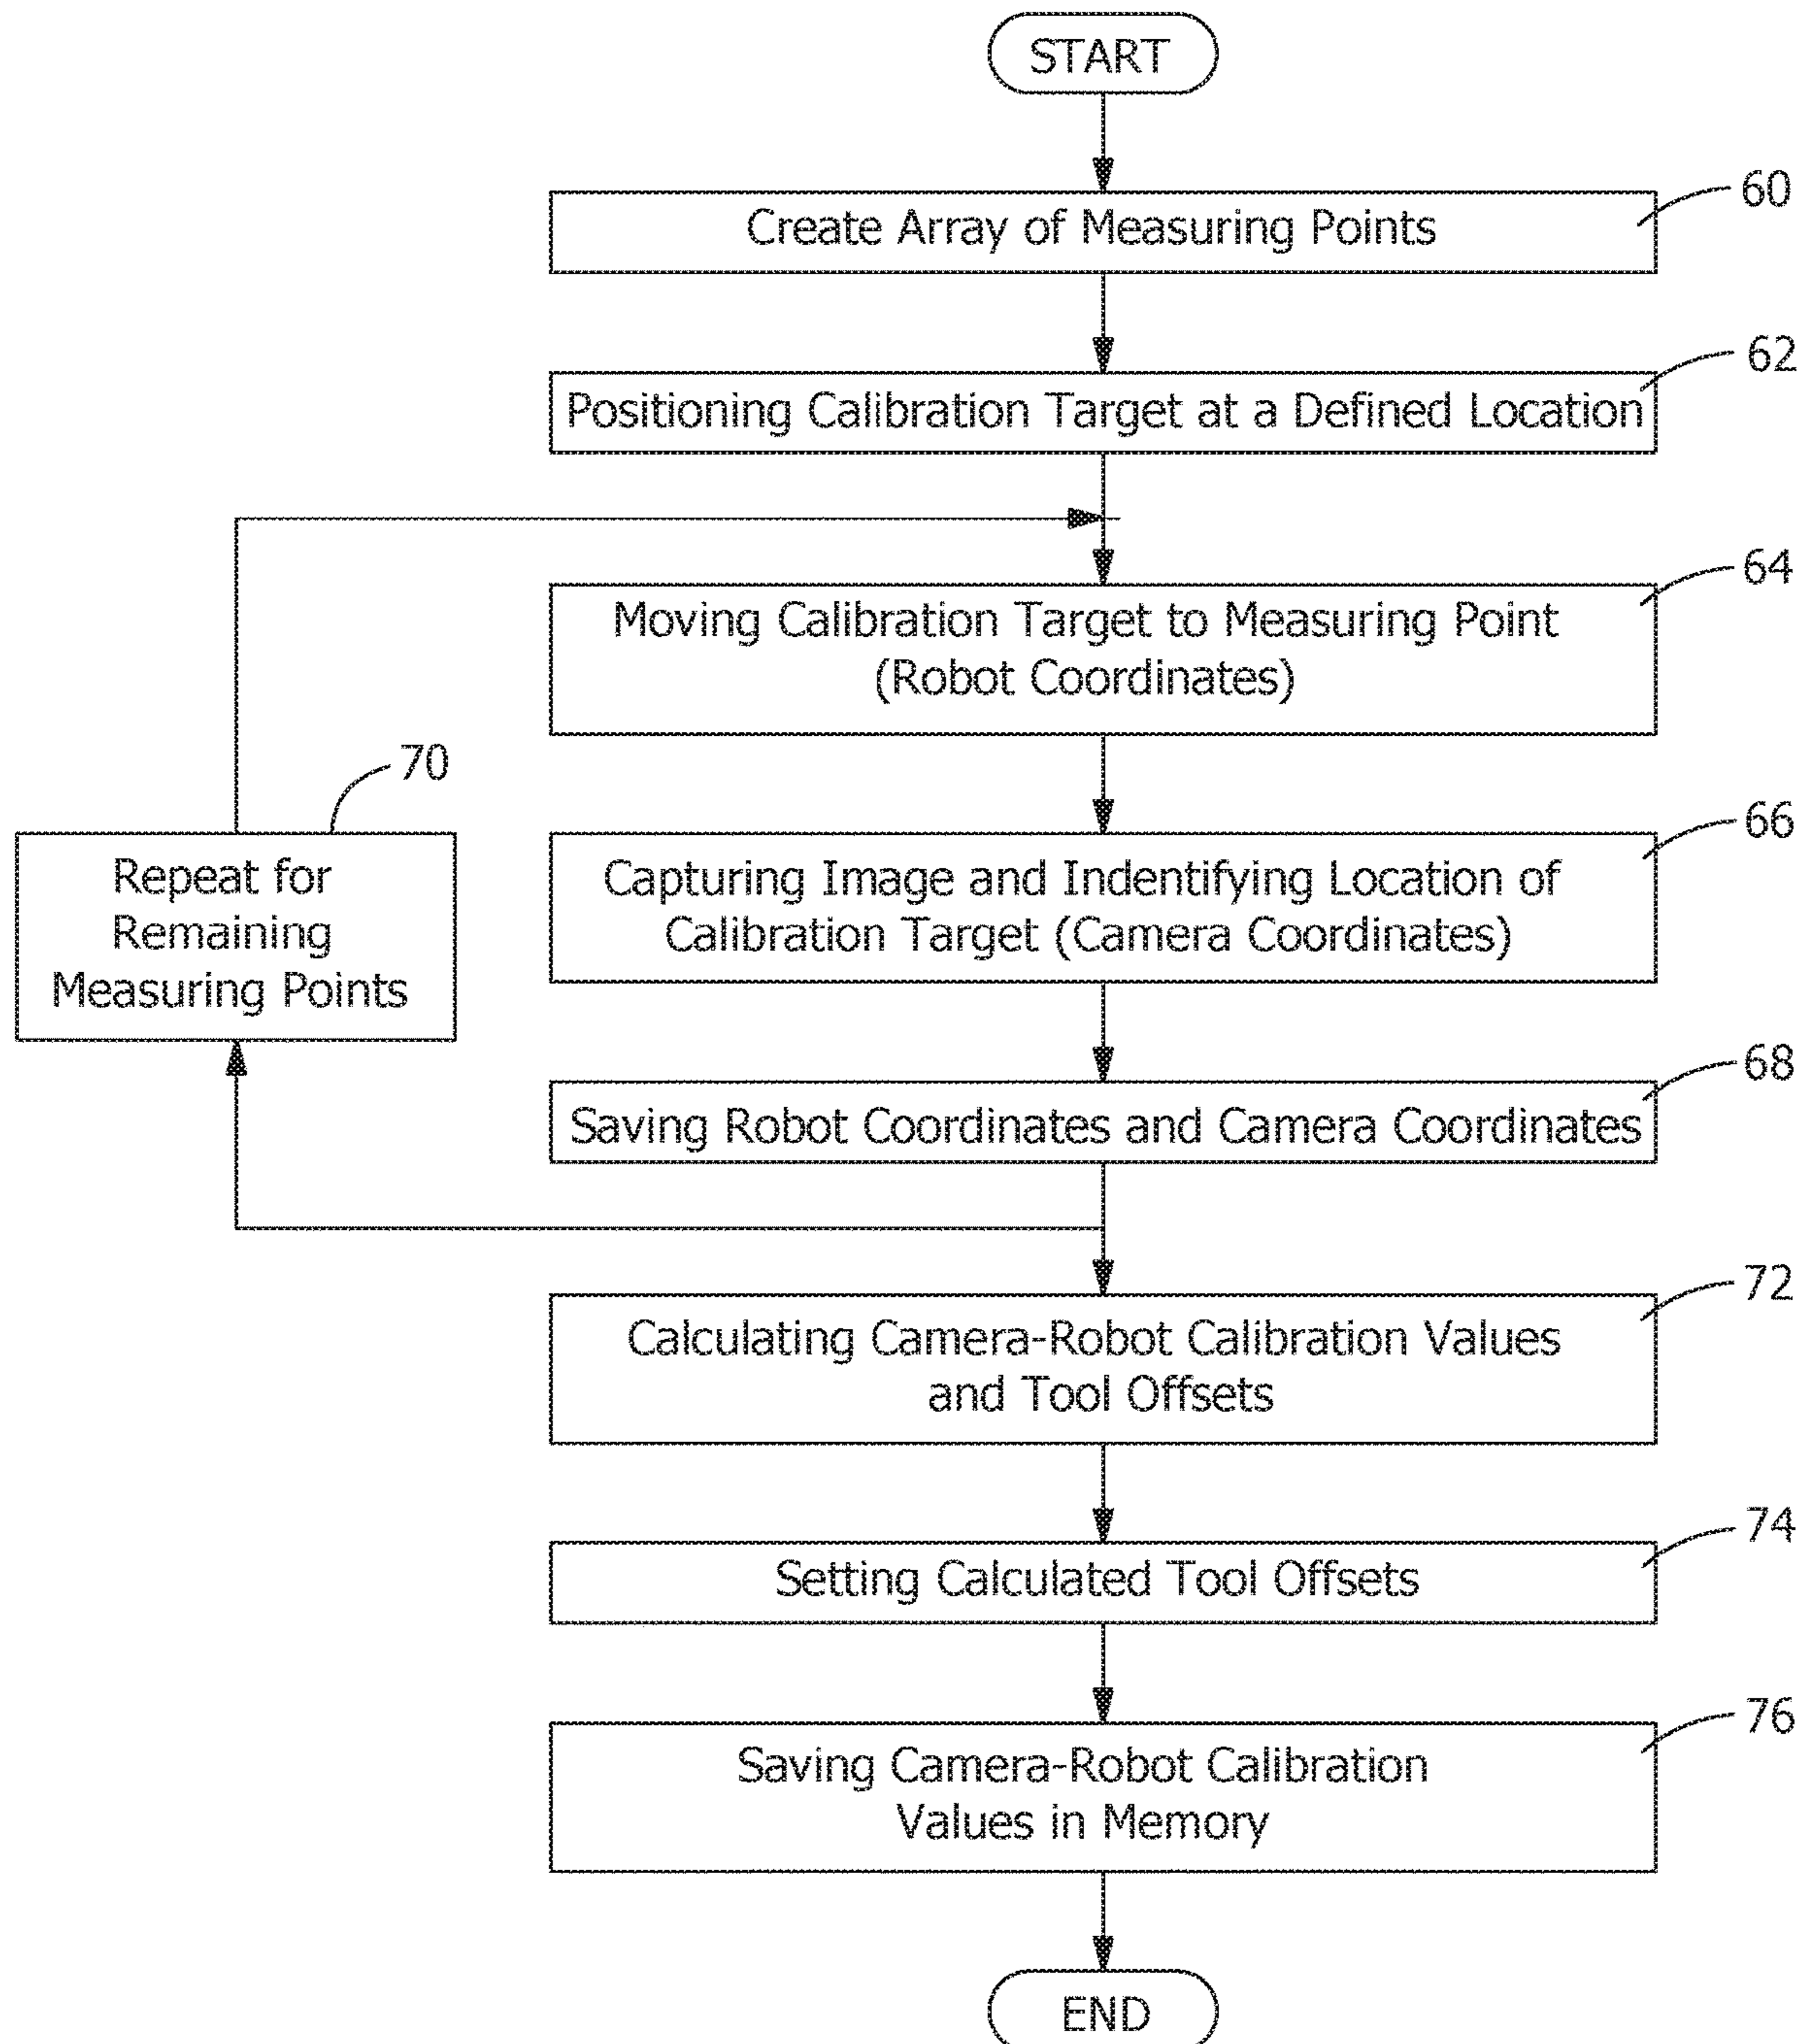 START
60
Create Array of Measuring Points
62
Positioning Calibration Target at a Defined Location
64
Moving Calibration Target to Measuring Point
(Robot Coordinates)
70
Repeat for
Remaining
Measuring Points
66
Capturing Image and Indentifying Location of
Calibration Target (Camera Coordinates)
68
Saving Robot Coordinates and Camera Coordinates
72
Calculating Camera-Robot Calibration Values
and Tool Offsets
74
Setting Calculated Tool Offsets
76
Saving Camera-Robot Calibration
Values in Memory
END